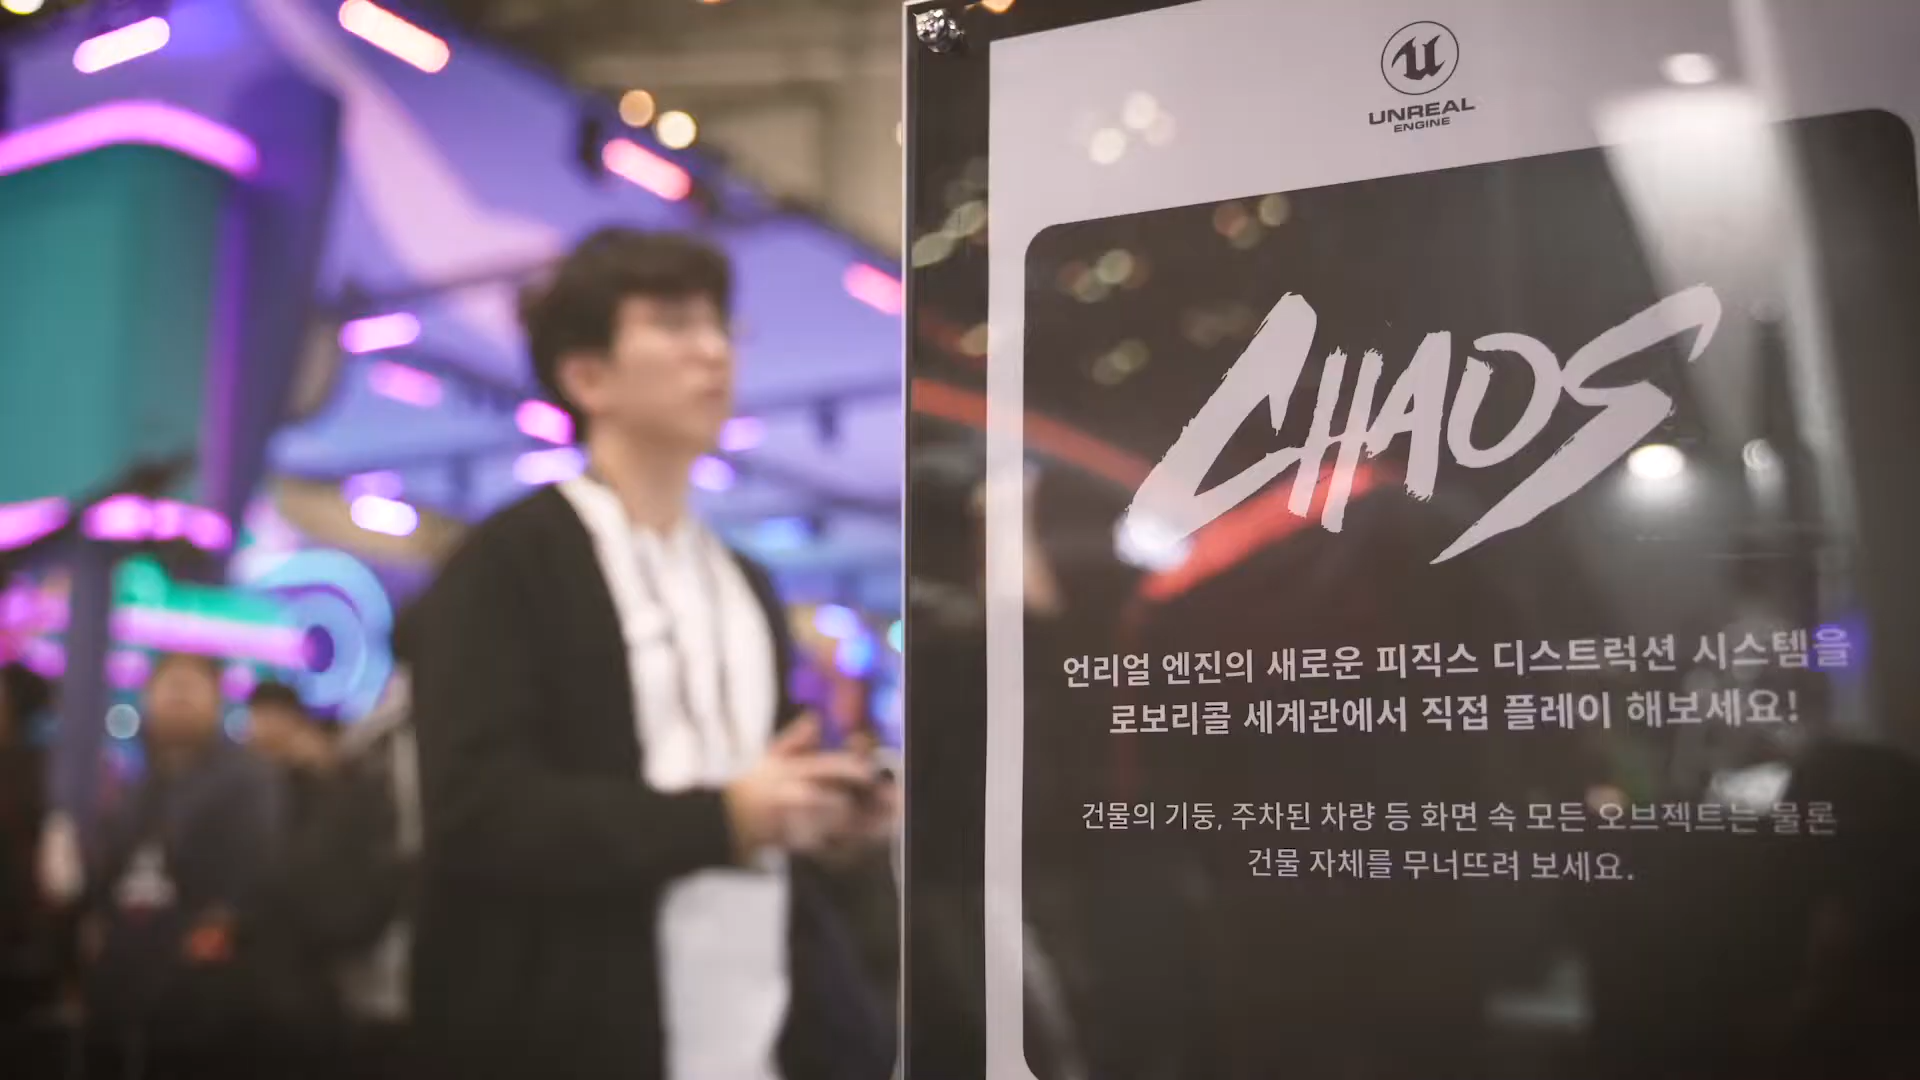 UNREAL
ENGINE
CHAOS
언리얼 엔진의 새로운 피직스 디스트럭션 시스템을
로보리콜 세계관에서 직접 플레이 해보세요!
건물의 기둥, 주차된 차량 등 화면 속 모든 오브젝트는 물론
건물 자체를 무너뜨려 보세요.